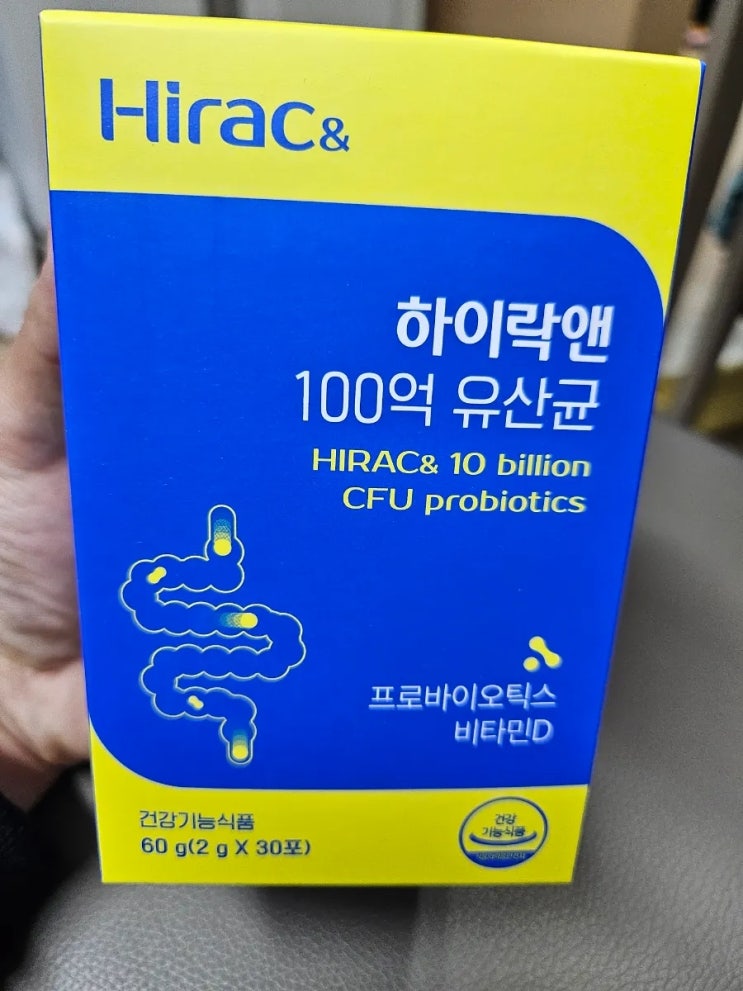 Hirac&
하이락앤
100억 유산균
HIRAC& 10 billion
CFU probiotics
프로바이오틱스
비타민D
건강기능식품
60 g(2 g X 30포)
건강
기능식품